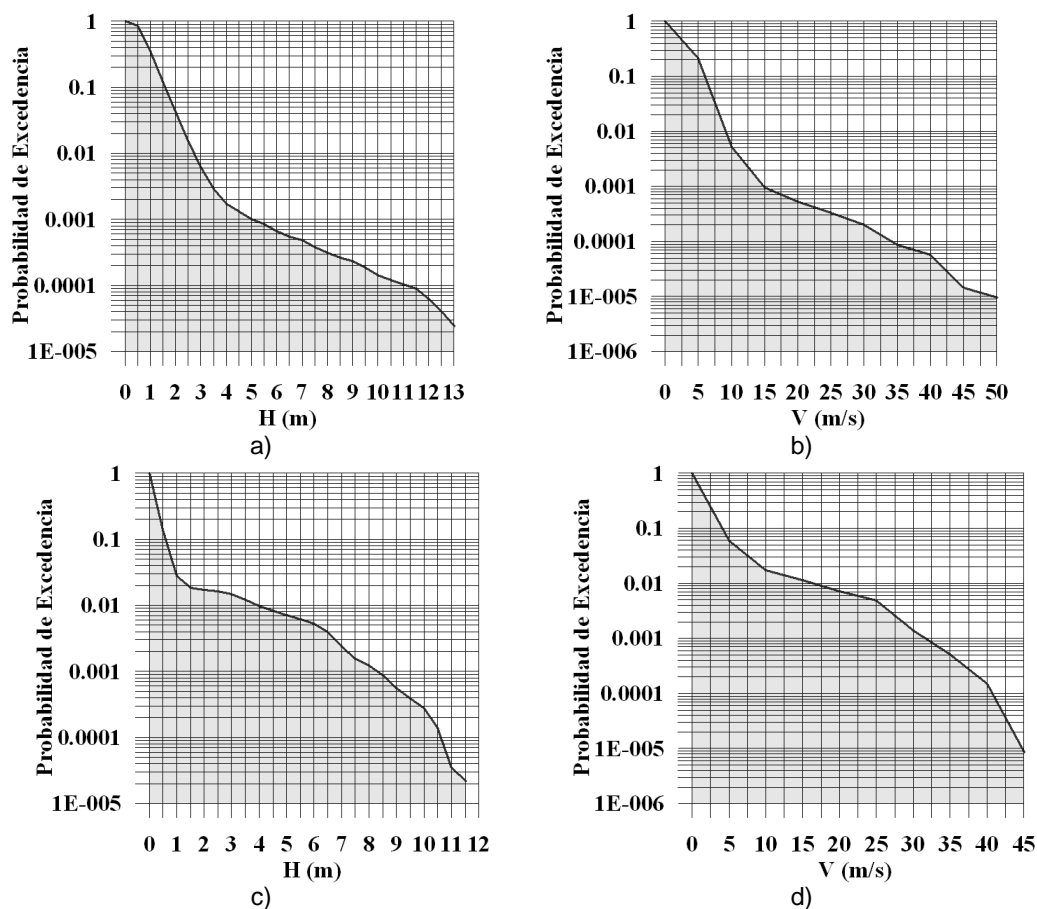 Probabilidad de Excedencia
1
0.1
0.01
0.001
0.0001
1E-005
0 1 2 3 4 5 6 7 8 9 10 11 12 13
H (m)
a)
Probabilidad de Excedencia
1
0.1
0.01
0.001
0.0001
1E-005
1E-006
0 5 10 15 20 25 30 35 40 45 50
V (m/s)
b)
Probabilidad de Excedencia
1
0.1
0.01
0.001
0.0001
1E-005
0 1 2 3 4 5 6 7 8 9 10 11 12
H (m)
c)
Probabilidad de Excedencia
1
0.1
0.01
0.001
0.0001
1E-005
1E-006
0 5 10 15 20 25 30 35 40 45
V (m/s)
d)